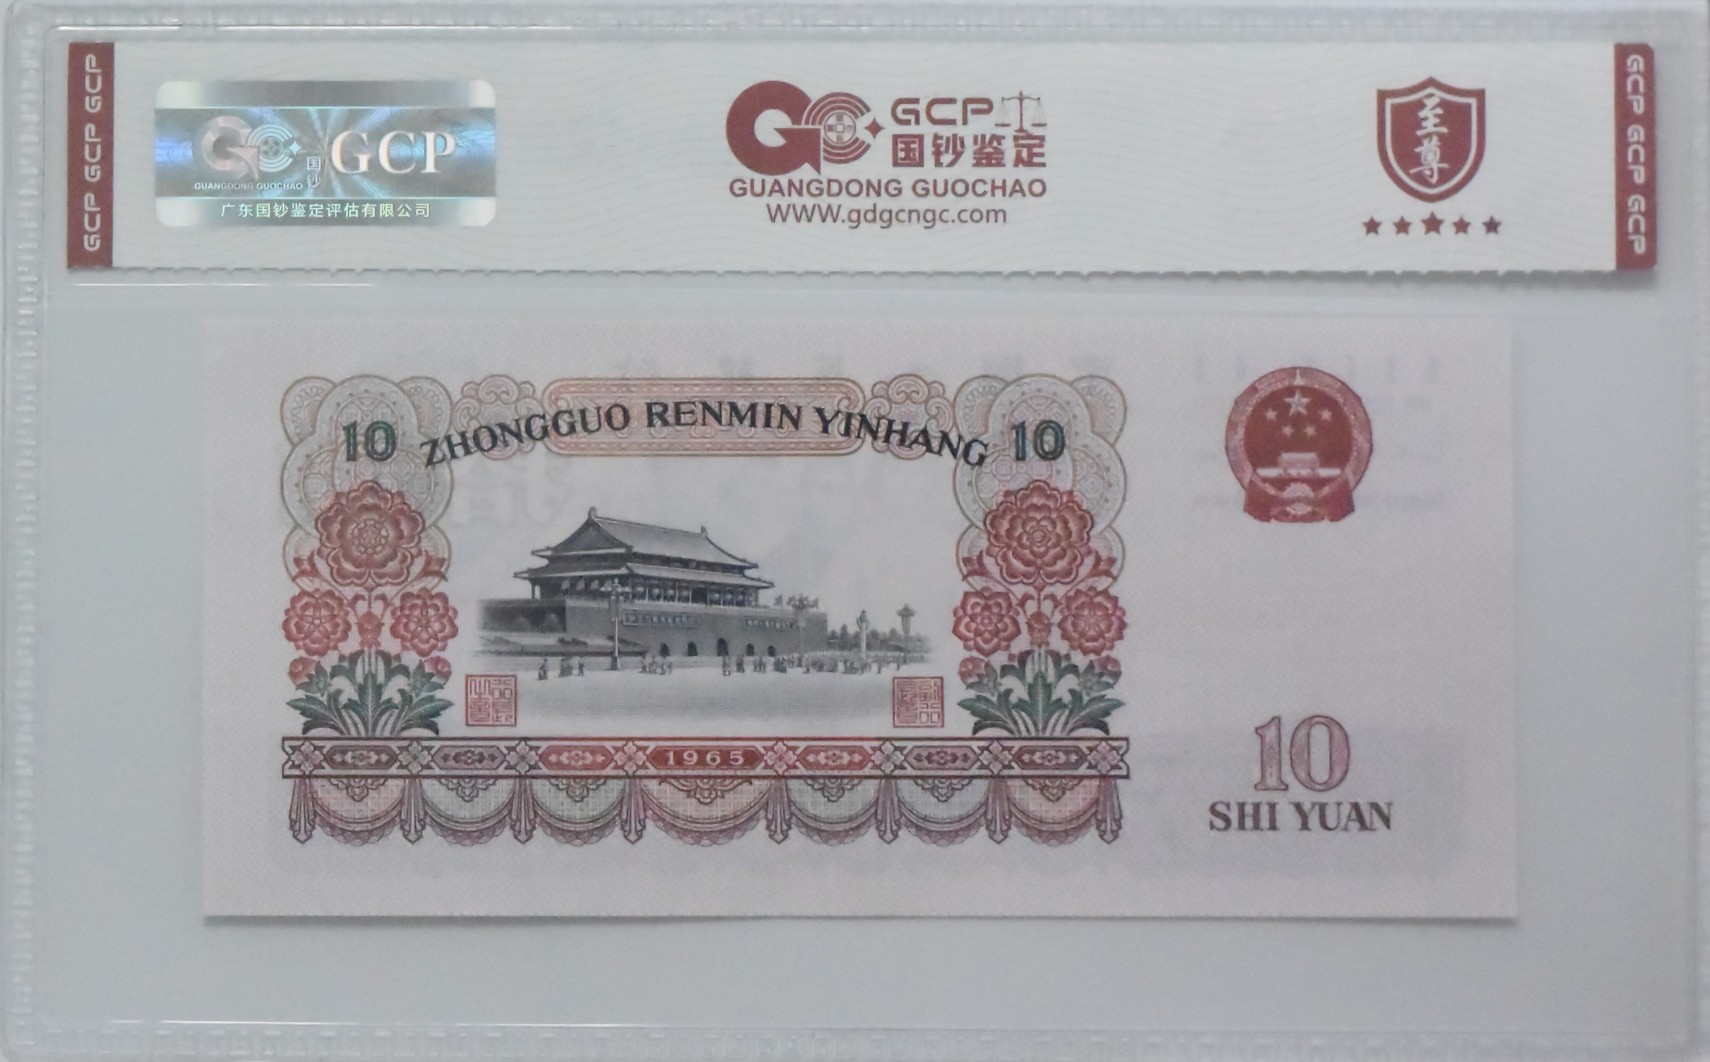 GCP GCP GCP
GCP
国钞
GUANGDONG GUOCHAO
广东国钞鉴定评估有限公司
GCP
国钞鉴定
GUANGDONG GUOCHAO
WWW.gdgcngc.com
至尊
GCP GCP GCP
10 ZHONGGUO RENMIN YINHANG 10
1965
10
SHI YUAN